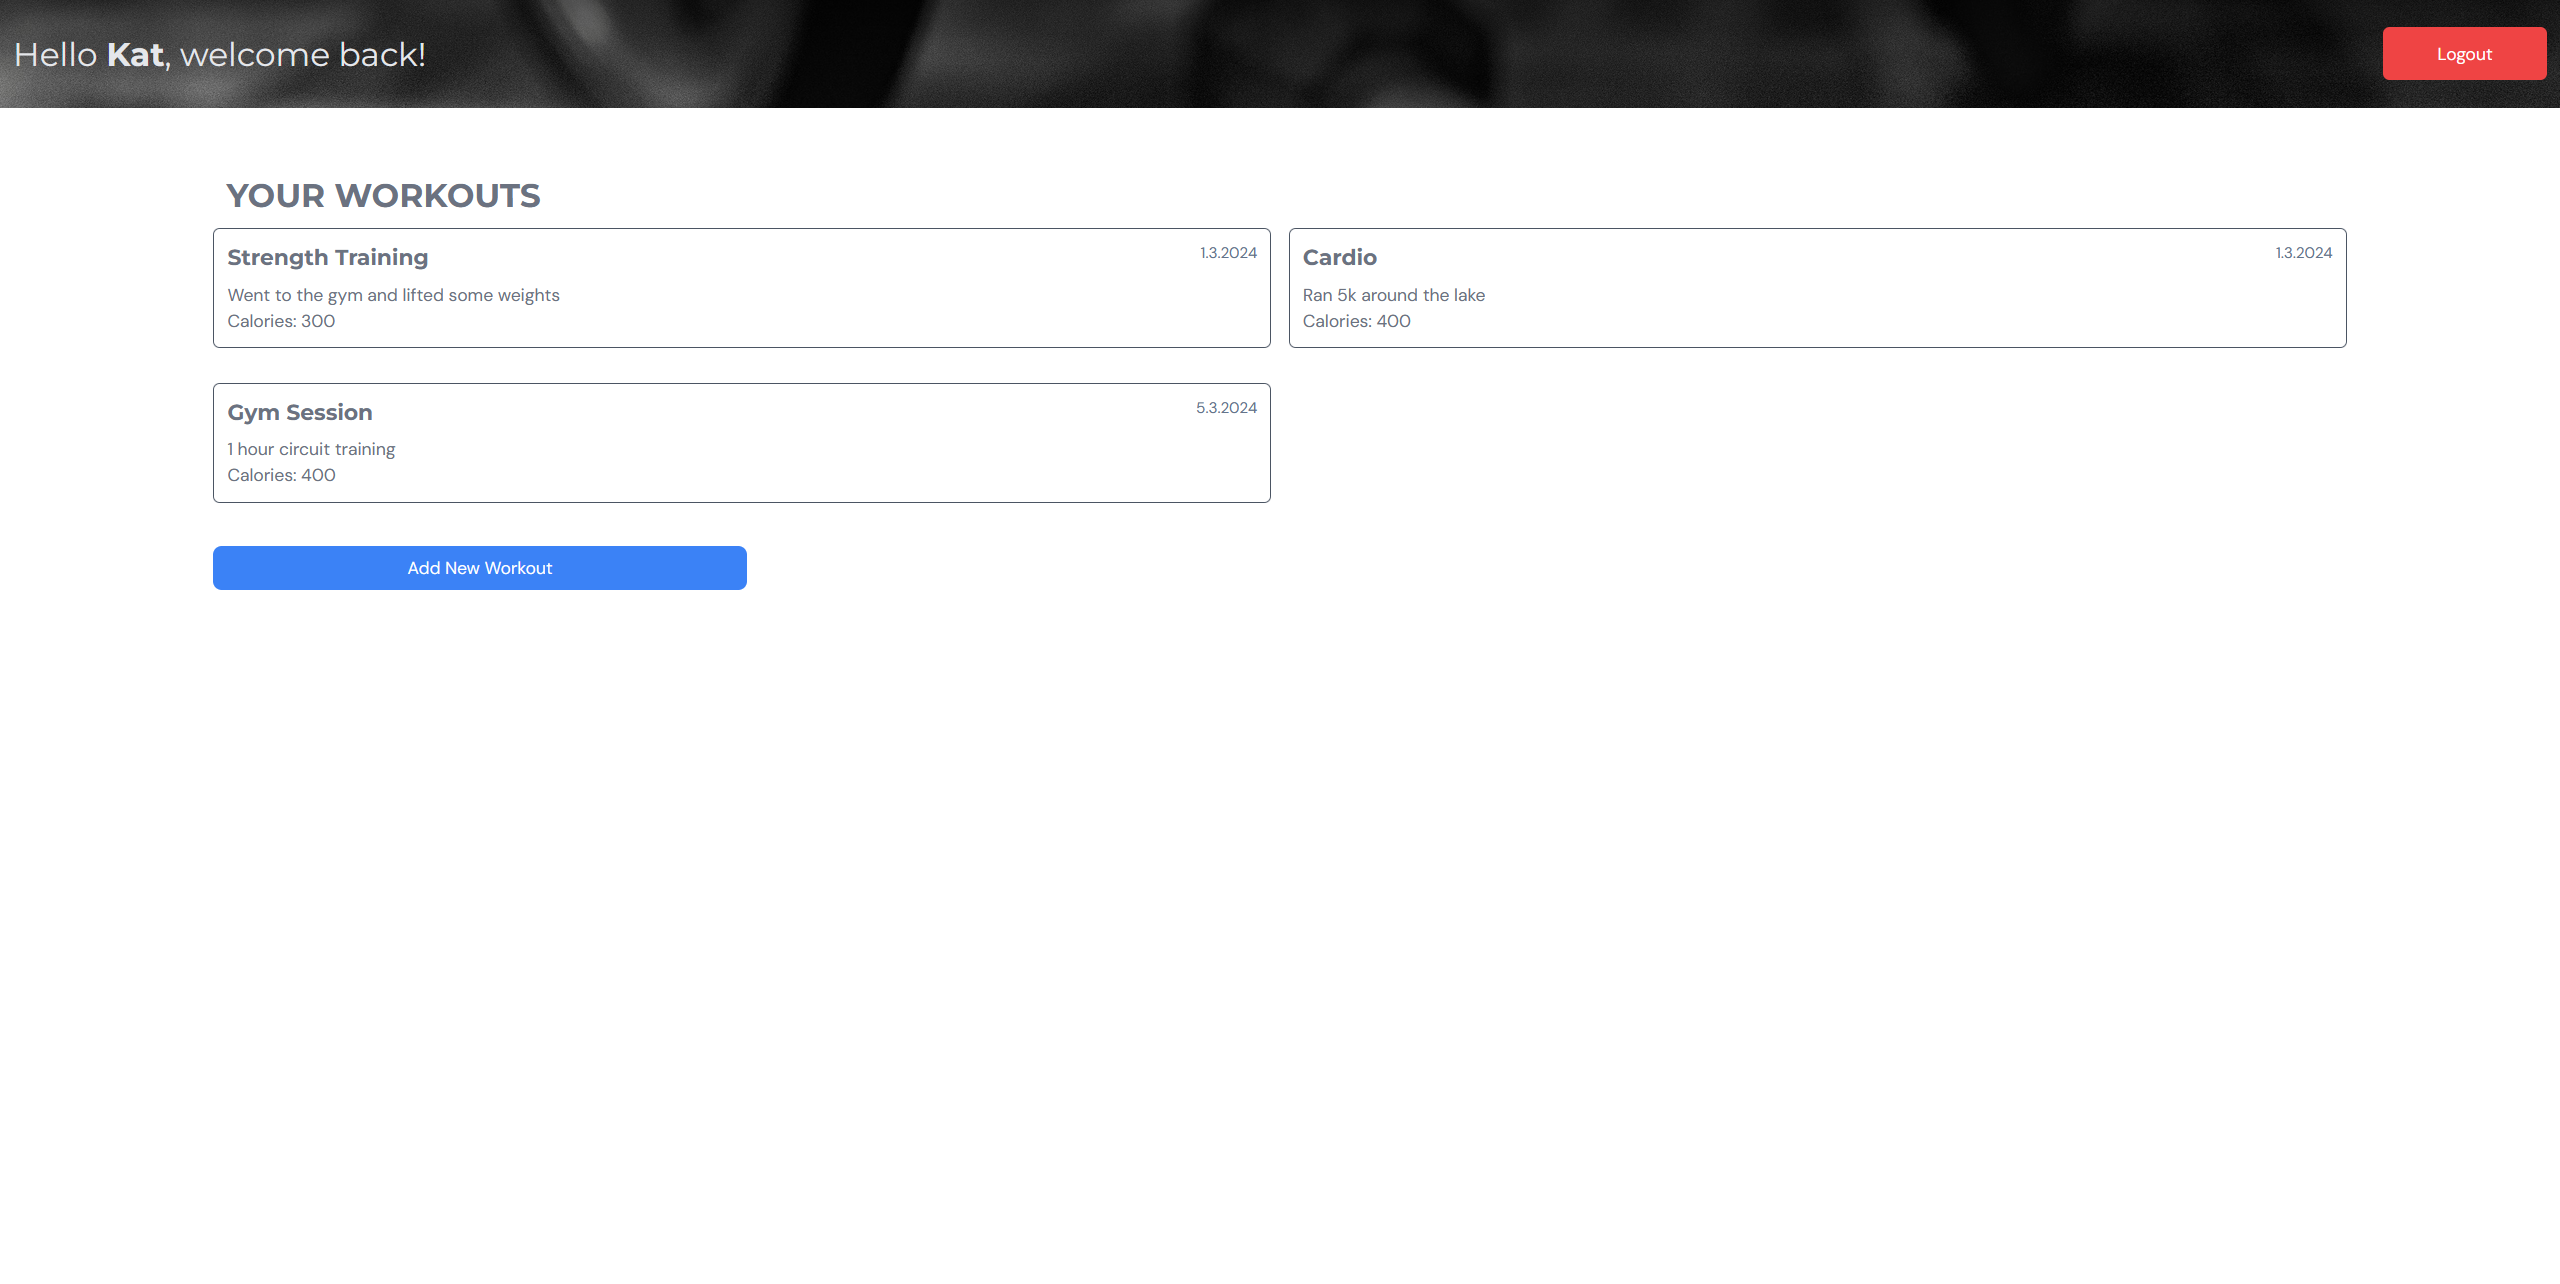 Hello Kat, welcome back!
Logout
YOUR WORKOUTS
Strength Training
1.3.2024
Went to the gym and lifted some weights
Calories: 300
Cardio
1.3.2024
Ran 5k around the lake
Calories: 400
Gym Session
5.3.2024
1 hour circuit training
Calories: 400
Add New Workout